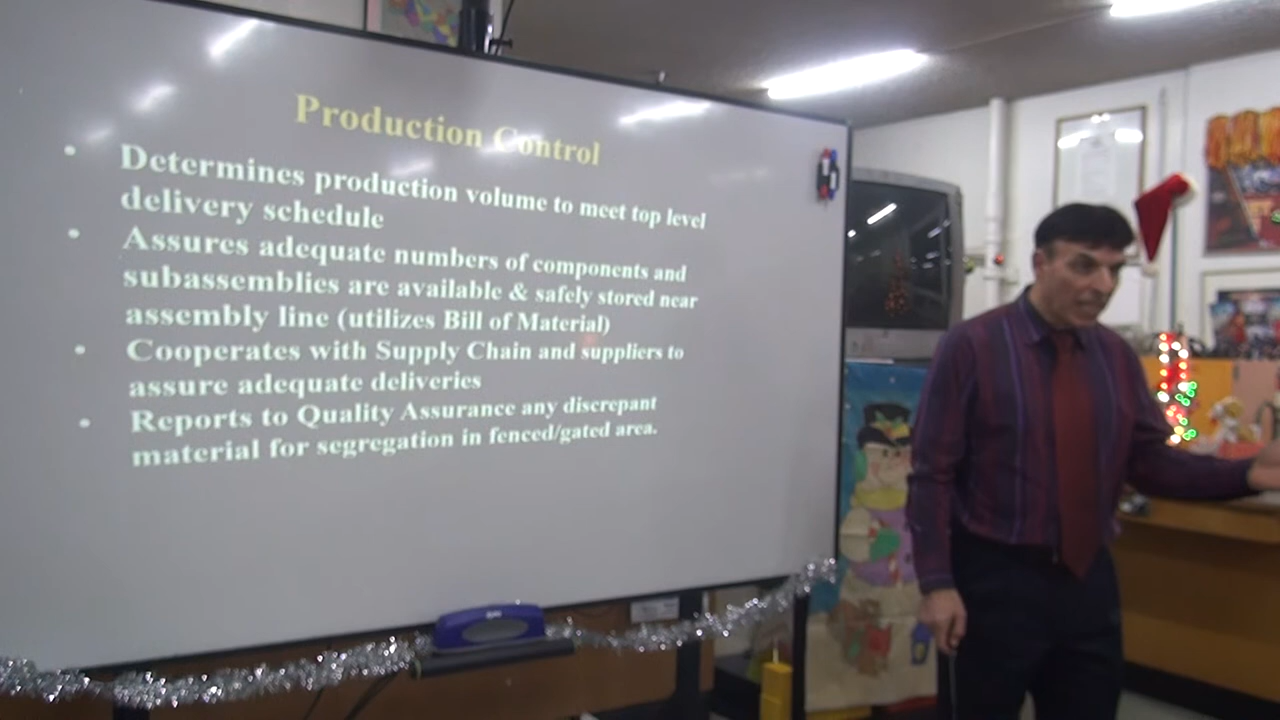 Production Control
• Determines production volume to meet top level
delivery schedule
• Assures adequate numbers of components and
subassemblies are available & safely stored near
assembly line (utilizes Bill of Material)
• Cooperates with Supply Chain and suppliers to
assure adequate deliveries
• Reports to Quality Assurance any discrepant
material for segregation in fenced/gated area.